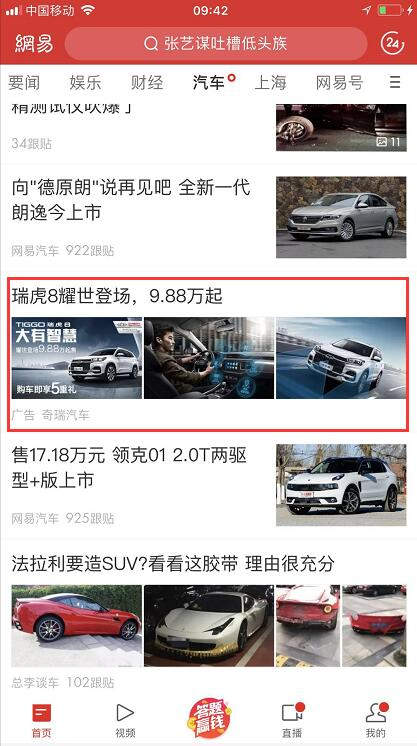 中国移动
09:42
網易
张艺谋吐槽低头族
24
要闻 娱乐 财经 汽车 上海 网易号
精测试仪吹爆了
34跟贴
11
向"德原朗"说再见吧 全新一代
朗逸今上市
网易汽车 922跟贴
瑞虎8耀世登场，9.88万起
TIGGO 瑞虎8
大有智慧
耀世登场9.88万起售
购车即享5重礼
广告 奇瑞汽车
售17.18万元 领克01 2.0T两驱
型+版上市
网易汽车 925跟贴
法拉利要造SUV?看看这胶带 理由很充分
总李谈车 102跟贴
首页
视频
答题
赢钱
直播
我的